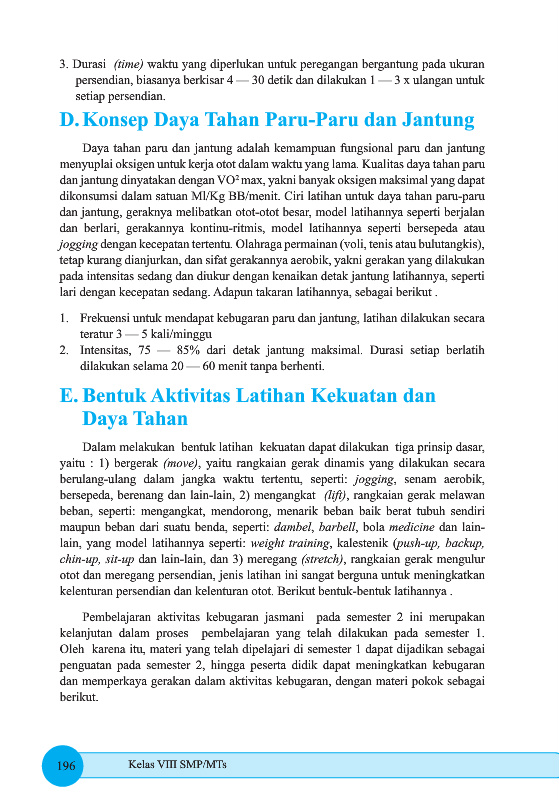 3. Durasi (time) waktu yang diperlukan untuk peregangan bergantung pada ukuran
persendian, biasanya berkisar 4 — 30 detik dan dilakukan 1 — 3 x ulangan untuk
setiap persendian.
D. Konsep Daya Tahan Paru-Paru dan Jantung
Daya tahan paru dan jantung adalah kemampuan fungsional paru dan jantung
menyuplai oksigen untuk kerja otot dalam waktu yang lama. Kualitas daya tahan paru
dan jantung dinyatakan dengan VO² max, yakni banyak oksigen maksimal yang dapat
dikonsumsi dalam satuan Ml/Kg BB/menit. Ciri latihan untuk daya tahan paru-paru
dan jantung, geraknya melibatkan otot-otot besar, model latihannya seperti berjalan
dan berlari, gerakannya kontinu-ritmis, model latihannya seperti bersepeda atau
jogging dengan kecepatan tertentu. Olahraga permainan (voli, tenis atau bulutangkis),
tetap kurang dianjurkan, dan sifat gerakannya aerobik, yakni gerakan yang dilakukan
pada intensitas sedang dan diukur dengan kenaikan detak jantung latihannya, seperti
lari dengan kecepatan sedang. Adapun takaran latihannya, sebagai berikut .
1. Frekuensi untuk mendapat kebugaran paru dan jantung, latihan dilakukan secara
teratur 3 — 5 kali/minggu
2. Intensitas, 75 — 85% dari detak jantung maksimal. Durasi setiap berlatih
dilakukan selama 20 — 60 menit tanpa berhenti.
E. Bentuk Aktivitas Latihan Kekuatan dan
Daya Tahan
Dalam melakukan bentuk latihan kekuatan dapat dilakukan tiga prinsip dasar,
yaitu : 1) bergerak (move), yaitu rangkaian gerak dinamis yang dilakukan secara
berulang-ulang dalam jangka waktu tertentu, seperti: jogging, senam aerobik,
bersepeda, berenang dan lain-lain, 2) mengangkat (lift), rangkaian gerak melawan
beban, seperti: mengangkat, mendorong, menarik beban baik berat tubuh sendiri
maupun beban dari suatu benda, seperti: dambel, barbell, bola medicine dan lain-
lain, yang model latihannya seperti: weight training, kalestenik (push-up, backup,
chin-up, sit-up dan lain-lain, dan 3) meregang (stretch), rangkaian gerak mengulur
otot dan meregang persendian, jenis latihan ini sangat berguna untuk meningkatkan
kelenturan persendian dan kelenturan otot. Berikut bentuk-bentuk latihannya .
Pembelajaran aktivitas kebugaran jasmani pada semester 2 ini merupakan
kelanjutan dalam proses pembelajaran yang telah dilakukan pada semester 1.
Oleh karena itu, materi yang telah dipelajari di semester 1 dapat dijadikan sebagai
penguatan pada semester 2, hingga peserta didik dapat meningkatkan kebugaran
dan memperkaya gerakan dalam aktivitas kebugaran, dengan materi pokok sebagai
berikut.
196 Kelas VIII SMP/MTs